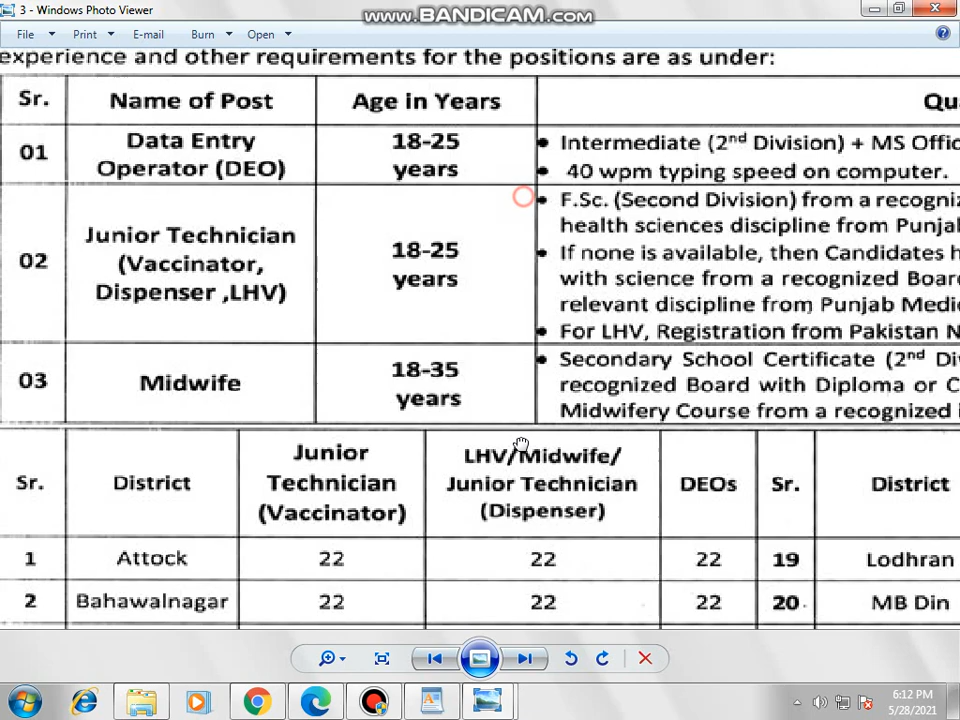 3 - Windows Photo Viewer
www.BANDICAM.com
File Print E-mail Burn Open
experience and other requirements for the positions are as under:
Sr. Name of Post Age in Years
01 Data Entry Operator (DEO) 18-25 years
• Intermediate (2nd Division) + MS
• 40 wpm typing speed on computer.
02 Junior Technician (Vaccinator, Dispenser ,LHV) 18-25 years
• F.Sc. (Second Division) from a
health sciences discipline from
• If none is available, then Candidates
with science from a recognized
relevant discipline from Punjab
• For LHV, Registration from Pakistan
03 Midwife 18-35 years
• Secondary School Certificate (2nd
recognized Board with Diploma or
Midwifery Course from a recognized
Sr. District Junior Technician (Vaccinator) LHV/Midwife/ Junior Technician (Dispenser) DEOs Sr. District
1 Attock 22 22 22 19 Lodhran
2 Bahawalnagar 22 22 22 20 MB Din
6:12 PM
5/28/2021